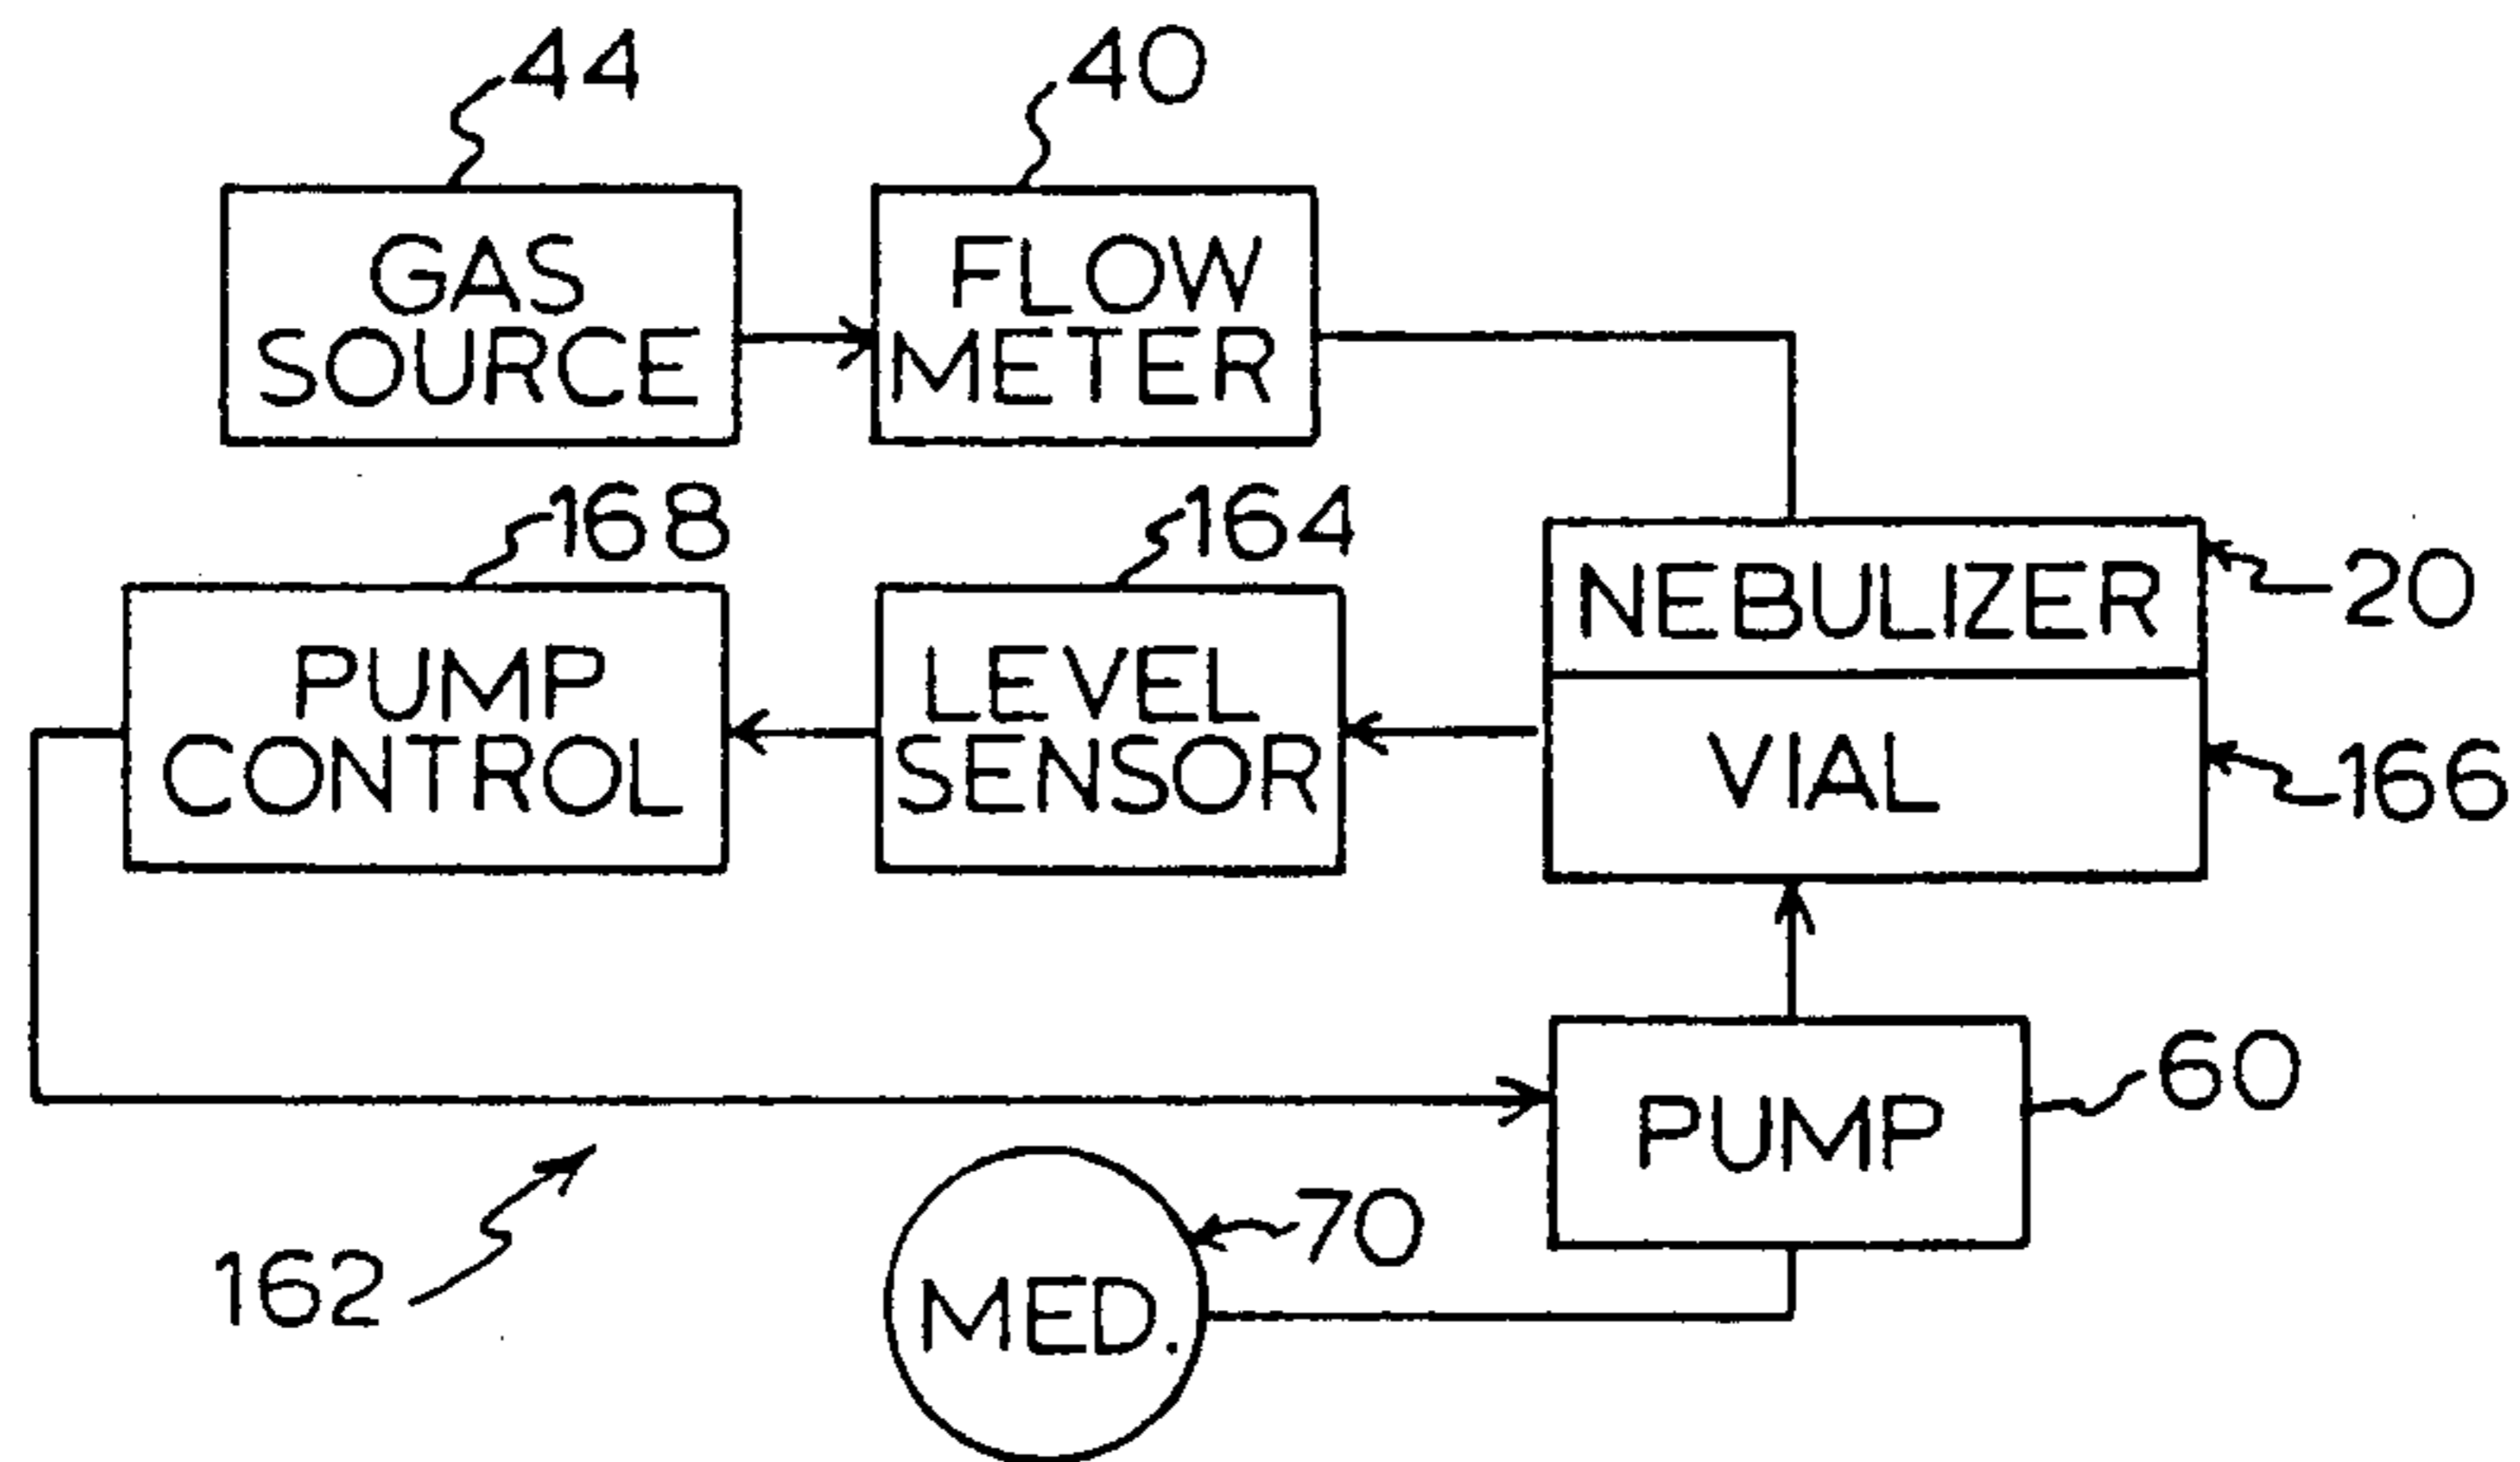 44
40
GAS
SOURCE
FLOW
METER
168
164
PUMP
CONTROL
LEVEL
SENSOR
NEBULIZER
20
VIAL
166
PUMP
60
162
70
MED.